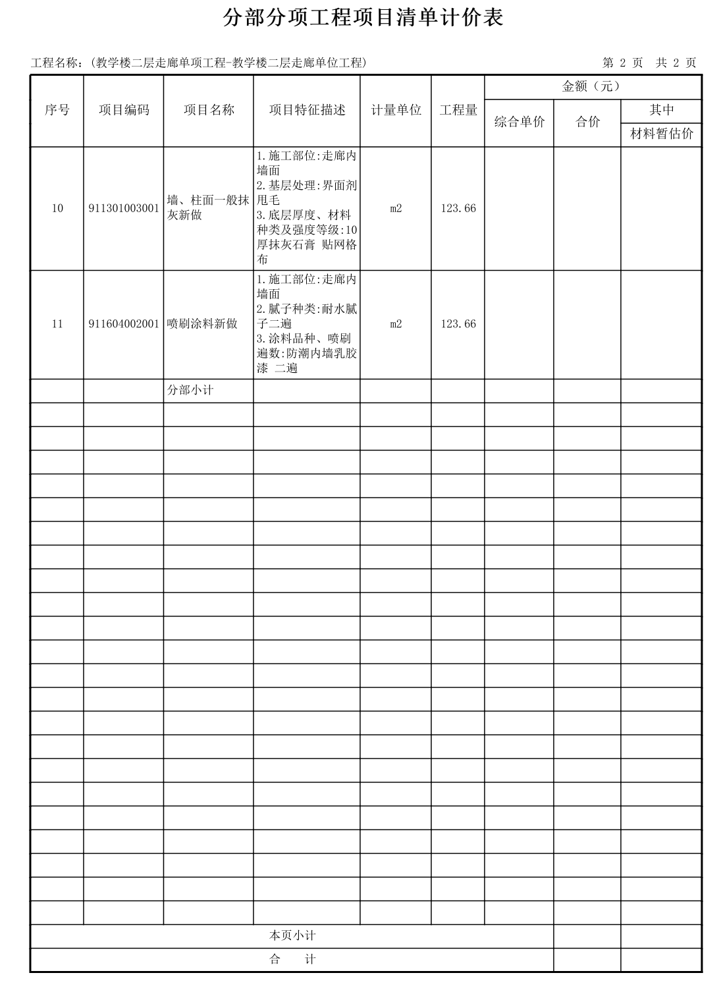 分部分项工程项目清单计价表
工程名称：(教学楼二层走廊单项工程-教学楼二层走廊单位工程)
第 2 页 共 2 页
序号
项目编码
项目名称
项目特征描述
计量单位
工程量
金额（元）
综合单价
合价
其中
材料暂估价
10
911301003001
墙、柱面一般抹
灰新做
1.施工部位:走廊内
墙面
2.基层处理:界面剂
甩毛
3.底层厚度、材料
种类及强度等级:10
厚抹灰石膏 贴网格
布
m2
123.66
11
911604002001
喷刷涂料新做
1.施工部位:走廊内
墙面
2.腻子种类:耐水腻
子二遍
3.涂料品种、喷刷
遍数:防潮内墙乳胶
漆 二遍
m2
123.66
分部小计
本页小计
合 计